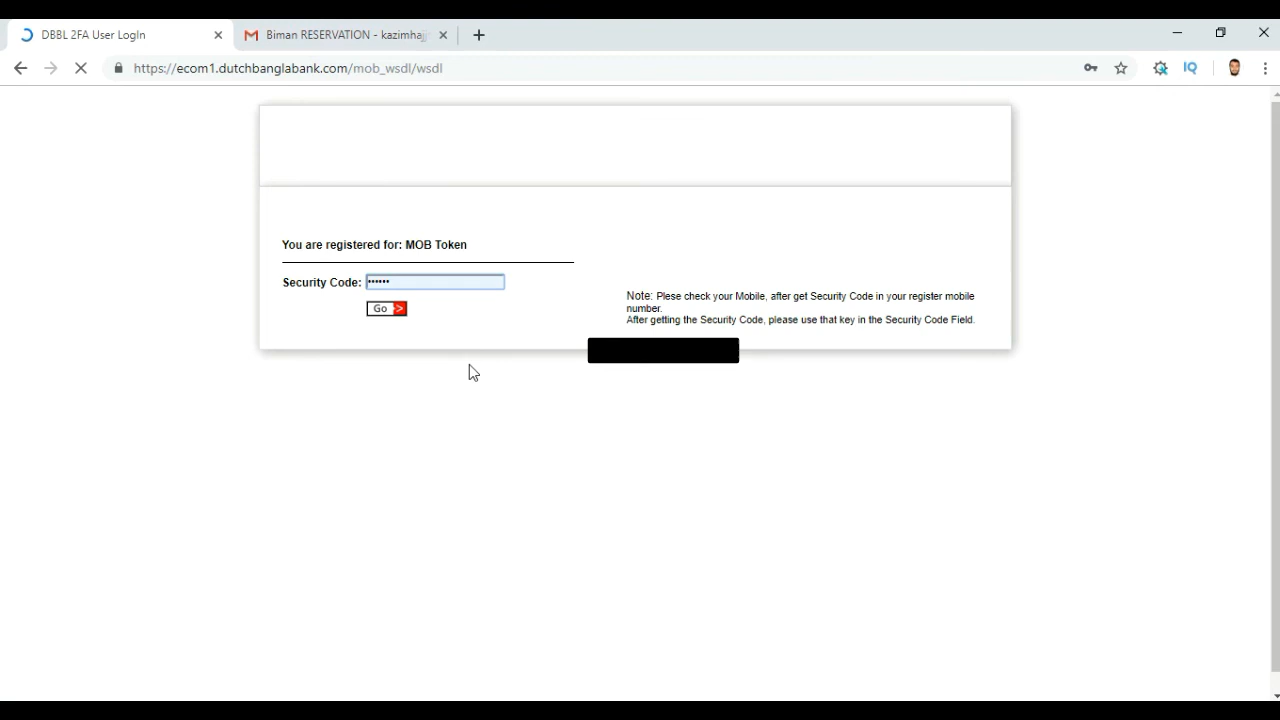 DBBL 2FA User LogIn
Biman RESERVATION - kazimhajj
https://ecom1.dutchbanglabank.com/mob_wsdl/wsdl
IQ
You are registered for: MOB Token
Security Code: ••••••
Go >
Note: Plese check your Mobile, after get Security Code in your register mobile
number.
After getting the Security Code, please use that key in the Security Code Field.